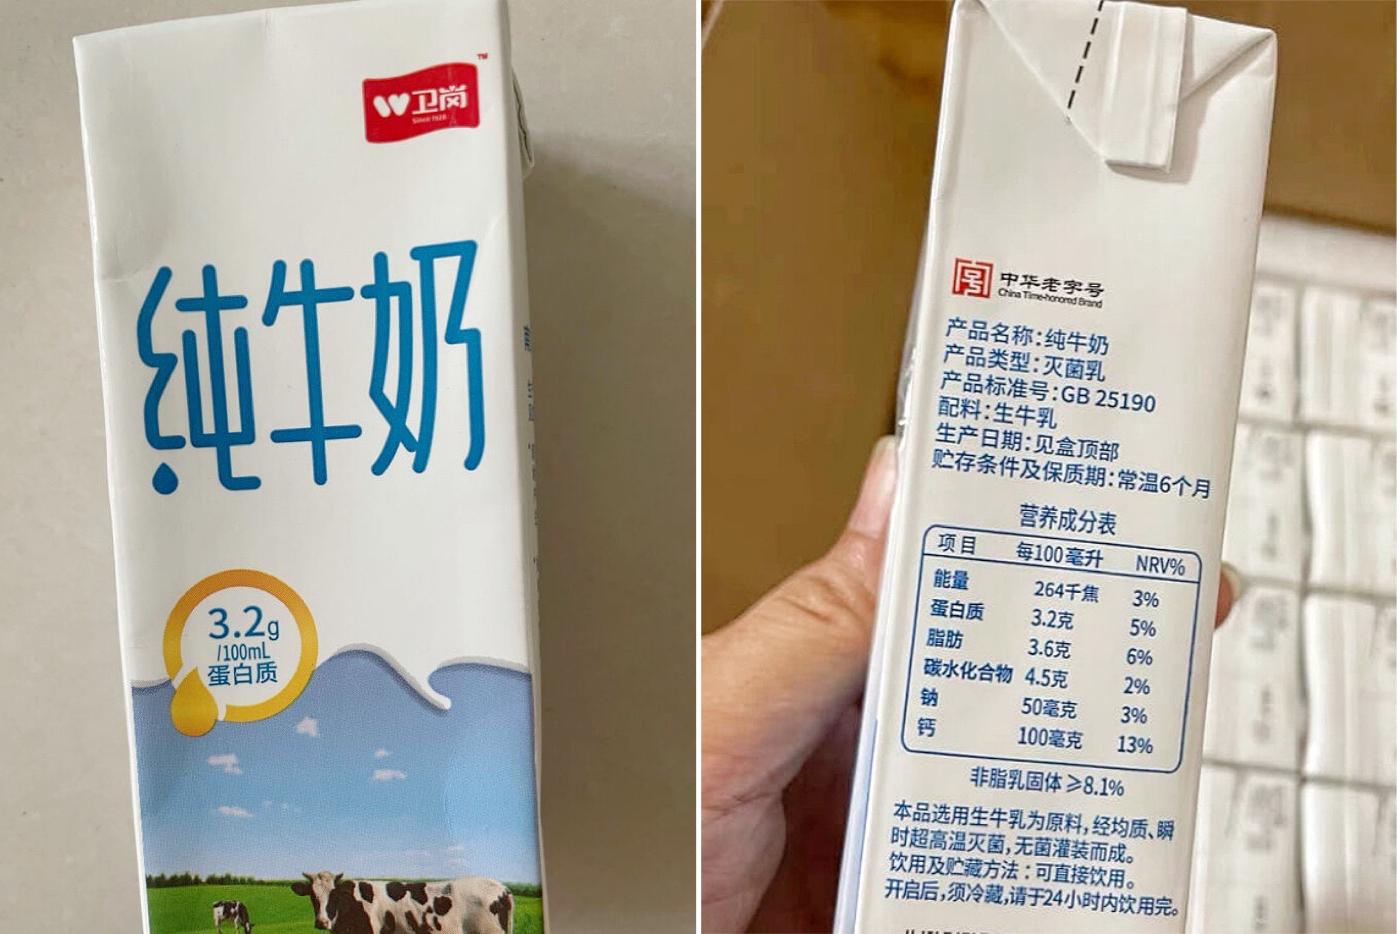 卫岗
TM
Since 1928
纯牛奶
3.2g
/100mL
蛋白质
中华老字号
China Time-honored Brand
产品名称：纯牛奶
产品类型：灭菌乳
产品标准号：GB 25190
配料：生牛乳
生产日期：见盒顶部
贮存条件及保质期：常温6个月
营养成分表
项目 每100毫升 NRV%
能量 264千焦 3%
蛋白质 3.2克 5%
脂肪 3.6克 6%
碳水化合物 4.5克 2%
钠 50毫克 3%
钙 100毫克 13%
非脂乳固体≥8.1%
本品选用生牛乳为原料，经均质、瞬
时超高温灭菌，无菌灌装而成。
饮用及贮藏方法：可直接饮用。
开启后，须冷藏，请于24小时内饮用完。